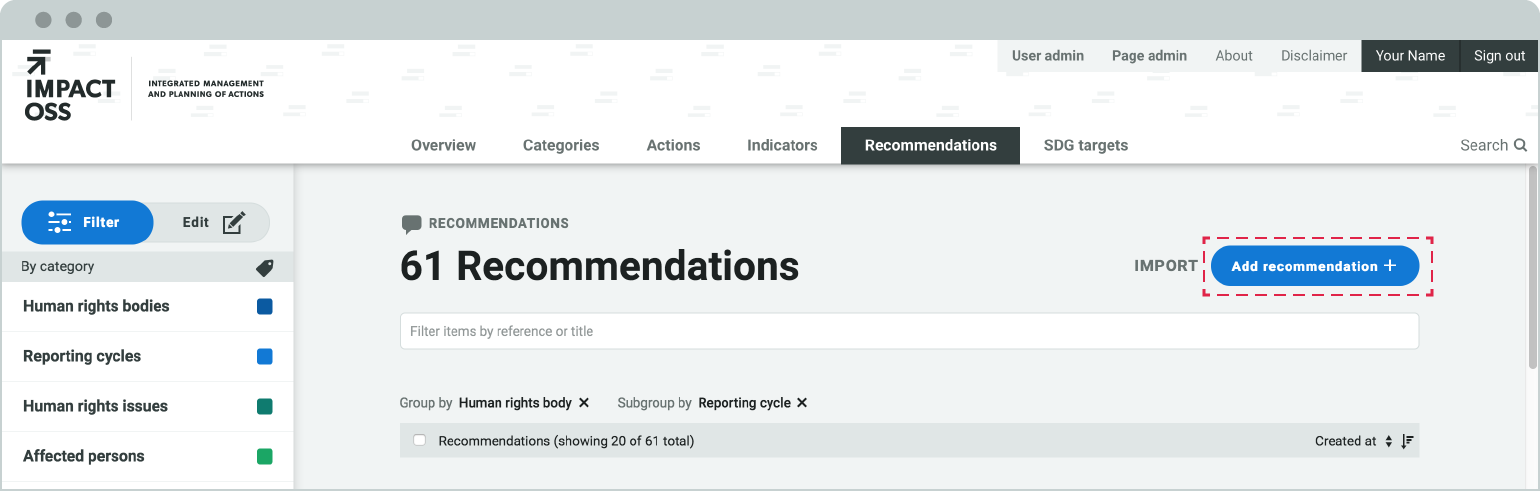 User admin Page admin About Disclaimer Your Name Sign out
IMPACT
OSS
INTEGRATED MANAGEMENT
AND PLANNING OF ACTIONS
Overview Categories Actions Indicators Recommendations SDG targets Search
Filter Edit
By category
Human rights bodies
Reporting cycles
Human rights issues
Affected persons
RECOMMENDATIONS
61 Recommendations
IMPORT Add recommendation +
Filter items by reference or title
Group by Human rights body ✕ Subgroup by Reporting cycle ✕
Recommendations (showing 20 of 61 total) Created at